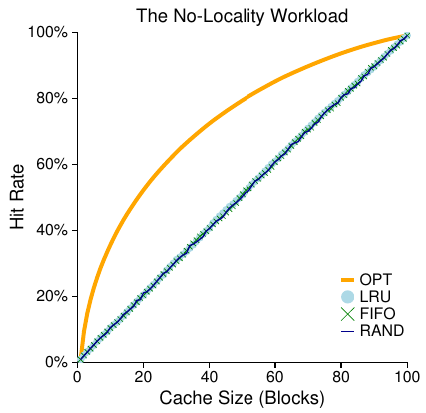 The No-Locality Workload
100%
80%
60%
40%
20%
0%
Hit Rate
0 20 40 60 80 100
Cache Size (Blocks)
OPT
LRU
FIFO
RAND